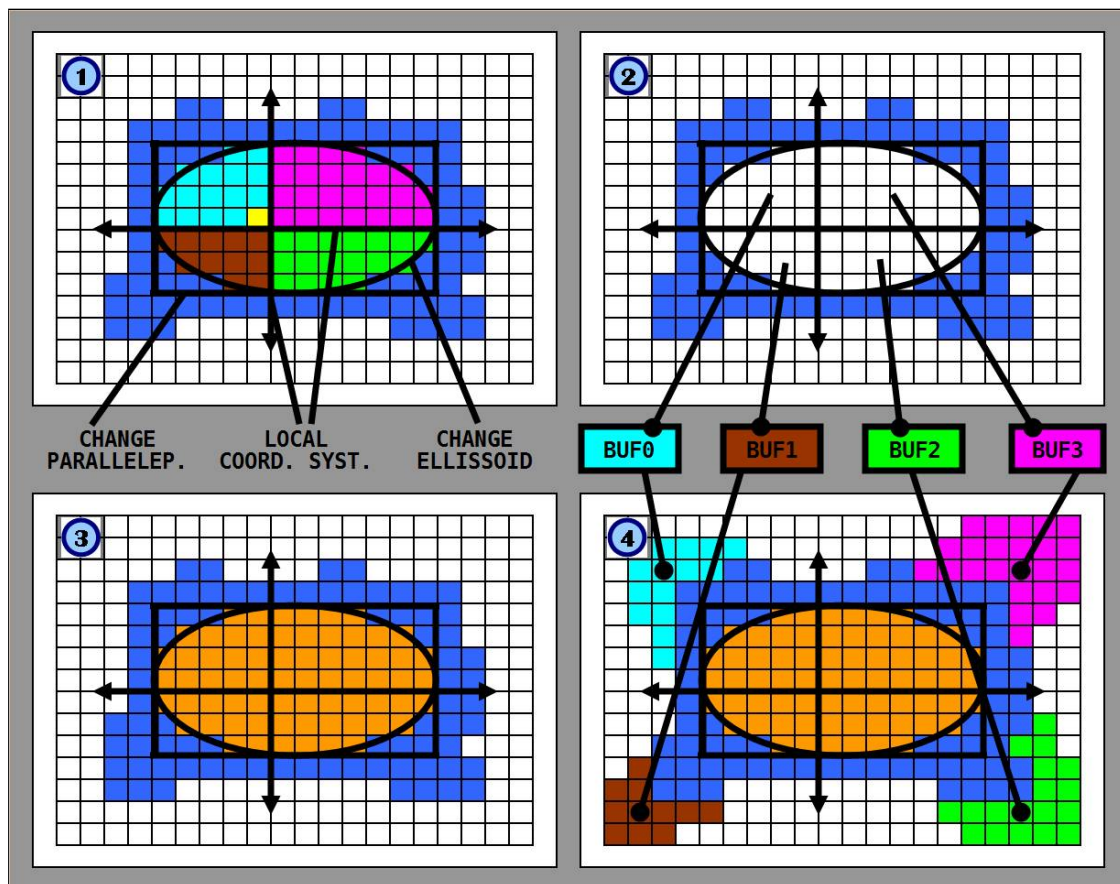 1
2
CHANGE
PARALLELEP.
LOCAL
COORD. SYST.
CHANGE
ELLISSOID
BUF0
BUF1
BUF2
BUF3
3
4